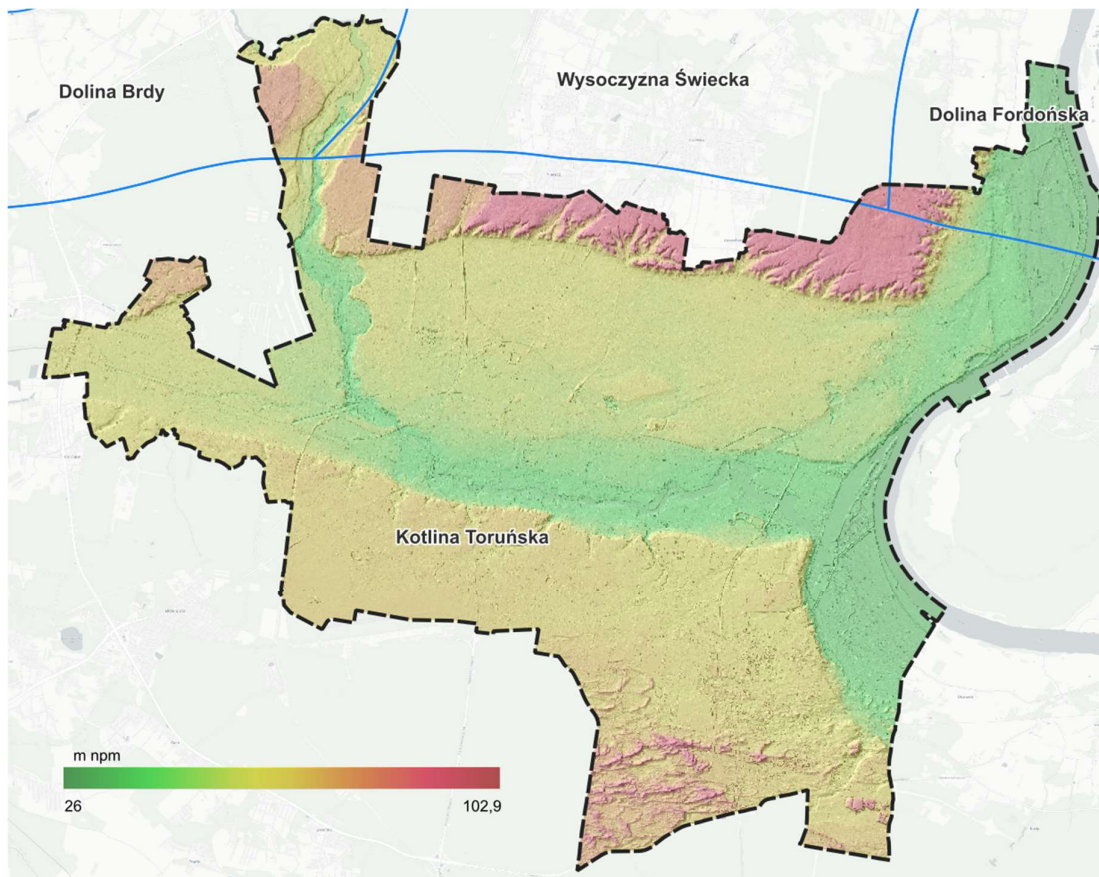 Dolina Brdy
Wysoczyzna Świecka
Dolina Fordońska
Kotlina Toruńska
m npm
26
102,9